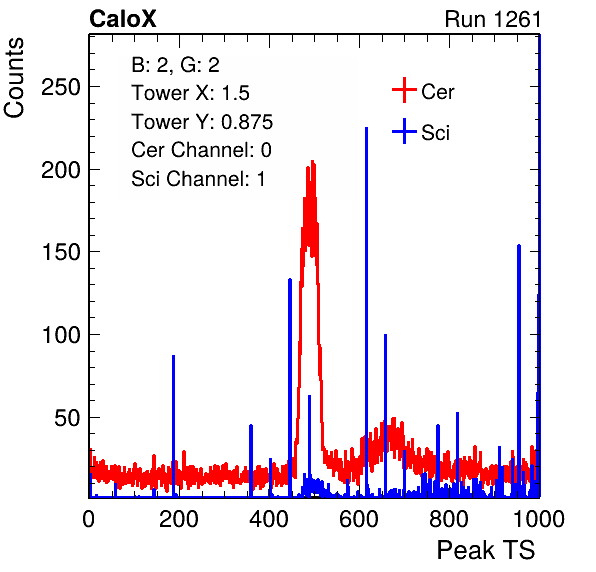 CaloX Run 1261
Counts
B: 2, G: 2
Tower X: 1.5
Tower Y: 0.875
Cer Channel: 0
Sci Channel: 1
Cer
Sci
250
200
150
100
50
0 200 400 600 800 1000
Peak TS